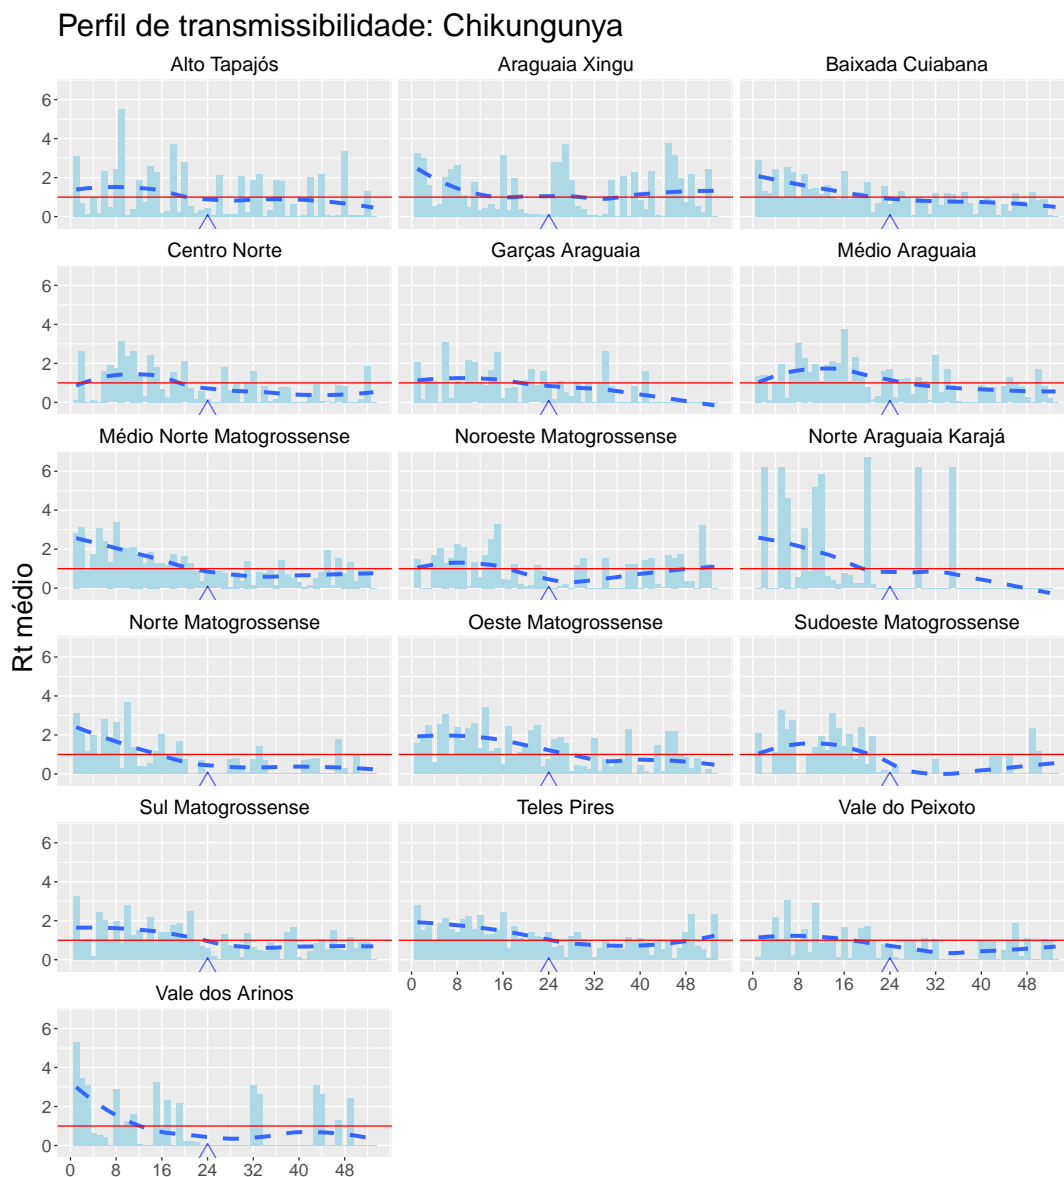 Perfil de transmissibilidade: Chikungunya
Alto Tapajós Araguaia Xingu Baixada Cuiabana
6
4
2
0
Centro Norte Garças Araguaia Médio Araguaia
6
4
2
0
Médio Norte Matogrossense Noroeste Matogrossense Norte Araguaia Karajá
6
4
2
0
Rt médio
Norte Matogrossense Oeste Matogrossense Sudoeste Matogrossense
6
4
2
0
Sul Matogrossense Teles Pires Vale do Peixoto
6
4
2
0
0 8 16 24 32 40 48 0 8 16 24 32 40 48
Vale dos Arinos
6
4
2
0
0 8 16 24 32 40 48